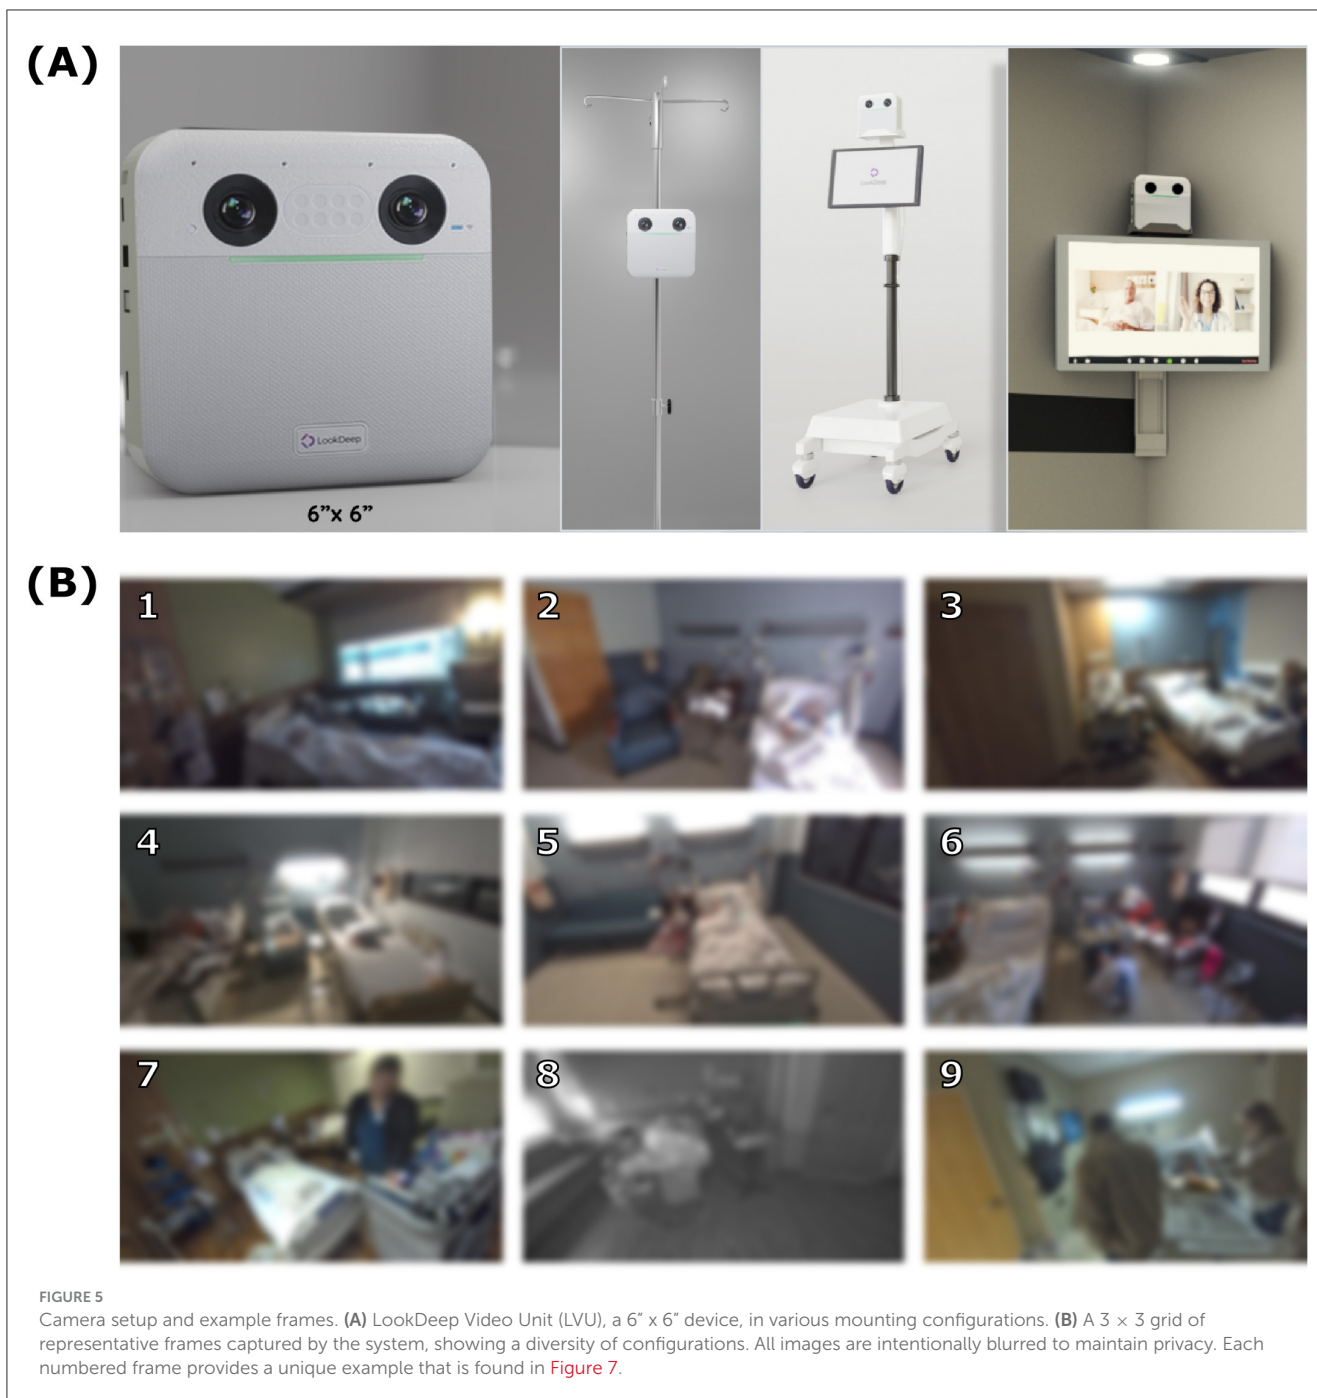 (A)
LookDeep
6”x 6”
LookDeep
(B)
1
2
3
4
5
6
7
8
9
FIGURE 5
Camera setup and example frames. (A) LookDeep Video Unit (LVU), a 6″ x 6″ device, in various mounting configurations. (B) A 3 × 3 grid of
representative frames captured by the system, showing a diversity of configurations. All images are intentionally blurred to maintain privacy. Each
numbered frame provides a unique example that is found in Figure 7.